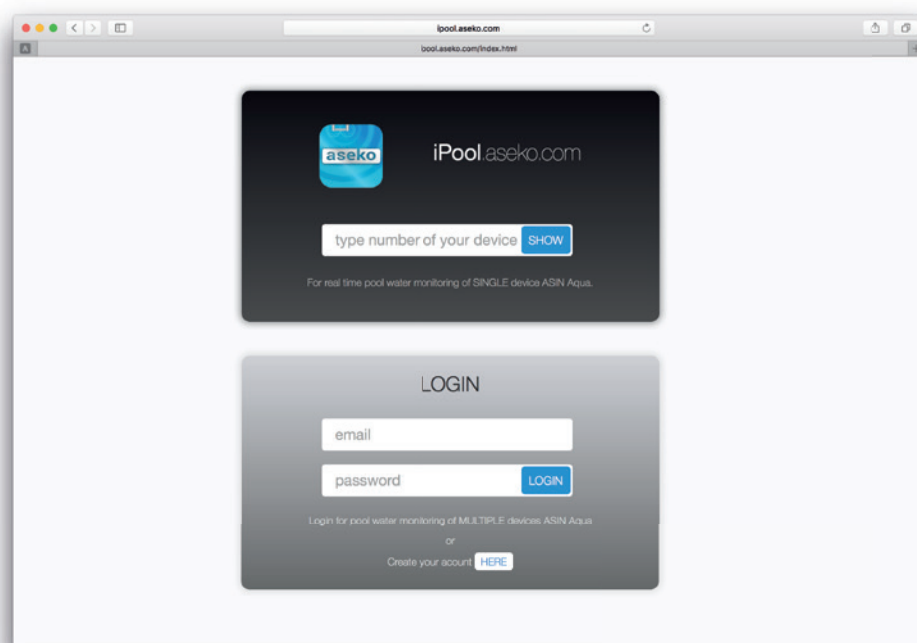 ipool.aseko.com
A
bool.aseko.com/index.html
aseko
iPool.aseko.com
type number of your device SHOW
For real time pool water monitoring of SINGLE device ASIN Aqua.
LOGIN
email
password LOGIN
Login for pool water monitoring of MULTIPLE devices ASIN Aqua
or
Create your acount HERE